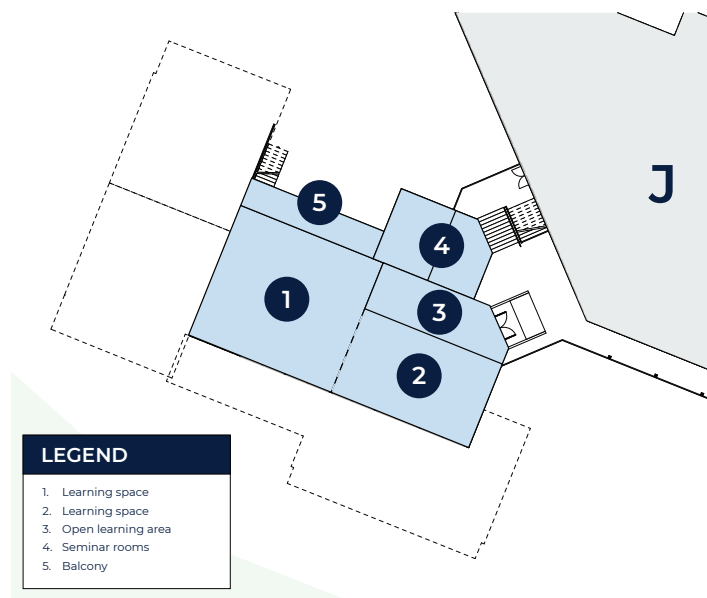 J
5
4
1
3
2
LEGEND
1. Learning space
2. Learning space
3. Open learning area
4. Seminar rooms
5. Balcony